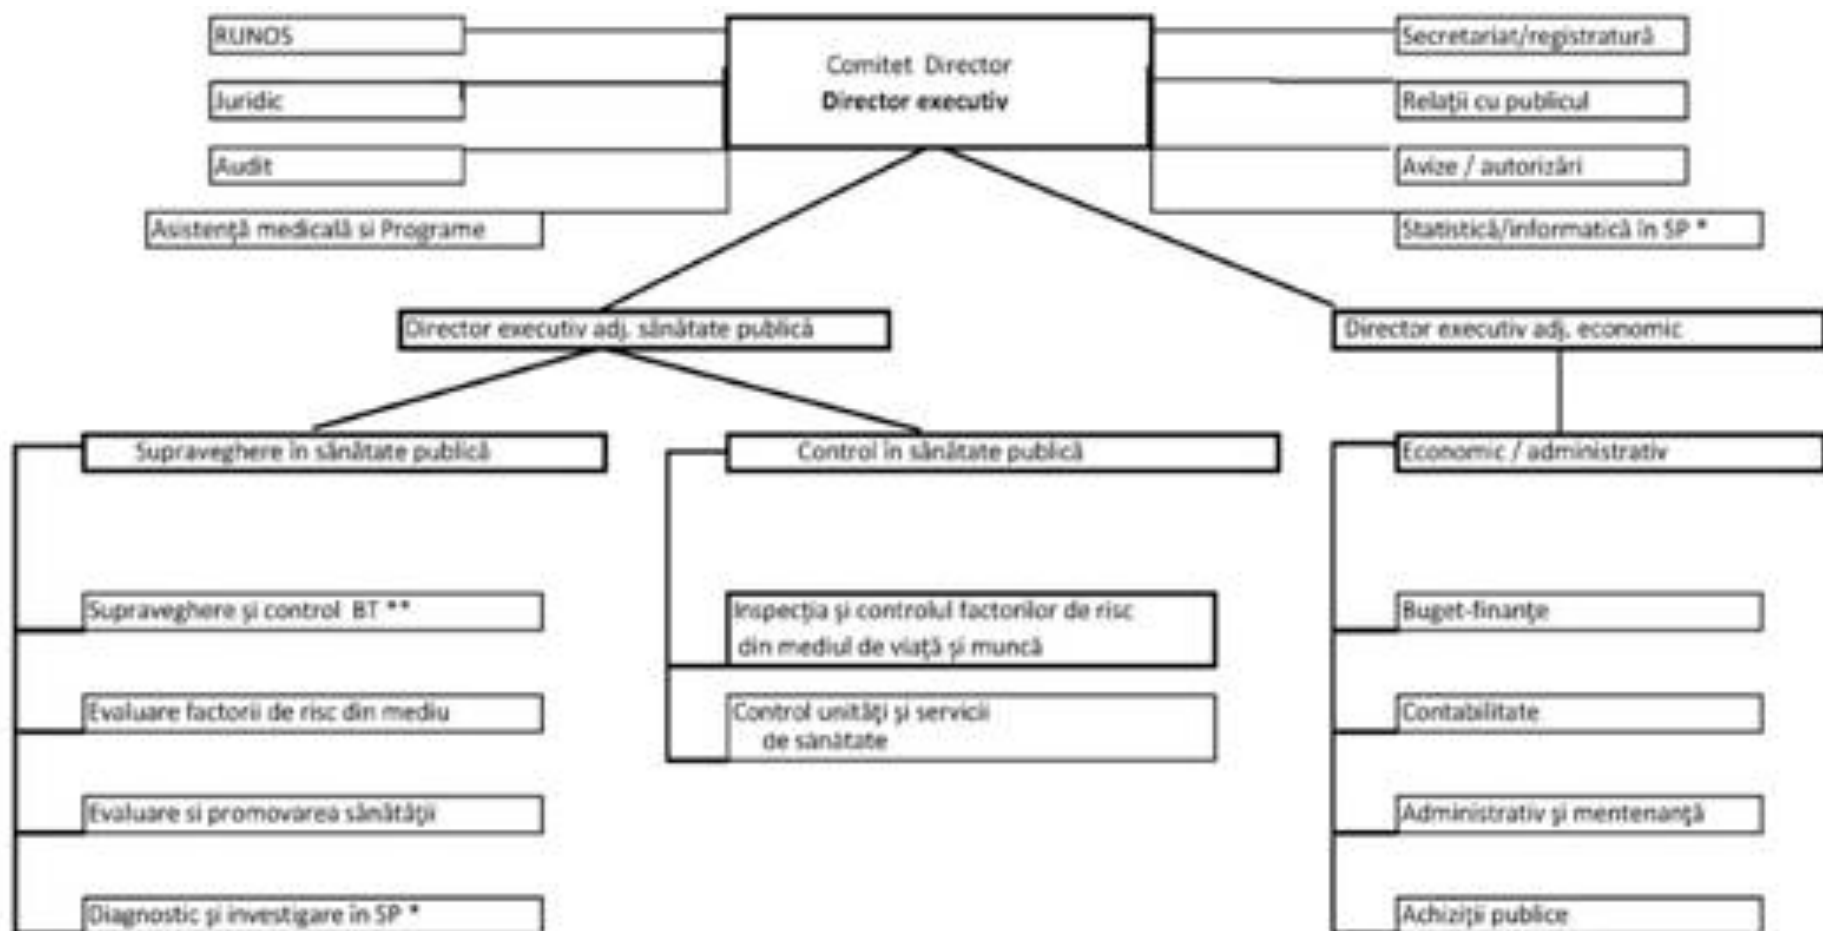 RUNOS
Comitet Director
Director executiv
Secretariat/registratură
Juridic
Relații cu publicul
Audit
Avize / autorizări
Asistență medicală si Programe
Statistică/informatică în SP *
Director executiv adj. sănătate publică
Director executiv adj. economic
Supraveghere în sănătate publică
Control în sănătate publică
Economic / administrativ
Supraveghere și control BT **
Inspecția și controlul factorilor de risc
din mediul de viață și muncă
Buget-finanțe
Evaluare factorii de risc din mediu
Control unități și servicii
de sănătate
Contabilitate
Evaluare si promovarea sănătății
Administrativ și mentenanță
Diagnostic și investigare în SP *
Achiziții publice